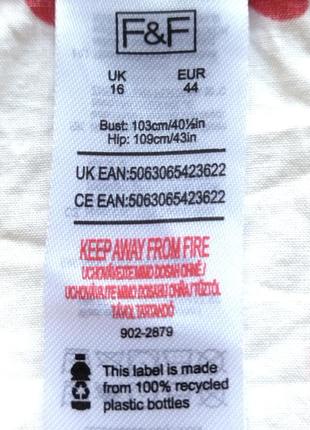 F&F
UK EUR
16 44
Bust: 103cm/40½in
Hip: 109cm/43in
UK EAN:5063065423622
CE EAN:5063065423622
KEEP AWAY FROM FIRE
UCHOVÁVEJTE MIMO DOSAH OHNĚ/
UCHOVÁVAJTE MIMO DOSAHU OHŇA/TŰZTŐL
TÁVOL TARTANDÓ
902-2879
This label is made
from 100% recycled
plastic bottles